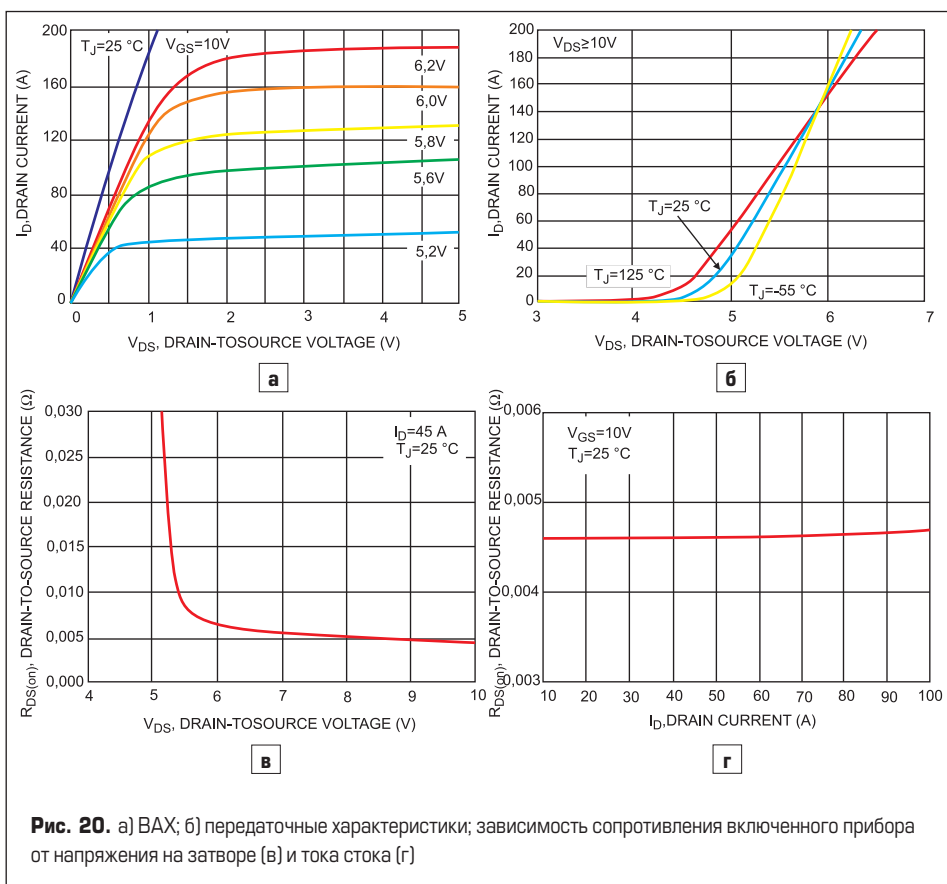 T_J=25 °C
V_GS=10V
6,2V
6,0V
5,8V
5,6V
5,2V
200
160
120
80
40
0
0 1 2 3 4 5
I_D,DRAIN CURRENT (A)
V_DS, DRAIN-TOSOURCE VOLTAGE (V)
а
V_DS≥10V
T_J=25 °C
T_J=125 °C
T_J=-55 °C
200
180
160
140
120
100
80
60
40
20
0
3 4 5 6 7
I_D,DRAIN CURRENT (A)
V_DS, DRAIN-TOSOURCE VOLTAGE (V)
б
I_D=45 A
T_J=25 °C
0,030
0,025
0,020
0,015
0,010
0,005
0,000
4 5 6 7 8 9 10
R_DS(on), DRAIN-TO-SOURCE RESISTANCE (Ω)
V_DS, DRAIN-TOSOURCE VOLTAGE (V)
в
V_GS=10V
T_J=25 °C
0,006
0,005
0,004
0,003
10 20 30 40 50 60 70 80 90 100
R_DS(on), DRAIN-TO-SOURCE RESISTANCE (Ω)
I_D,DRAIN CURRENT (A)
г
Рис. 20. а) ВАХ; б) передаточные характеристики; зависимость сопротивления включенного прибора
от напряжения на затворе (в) и тока стока (г)